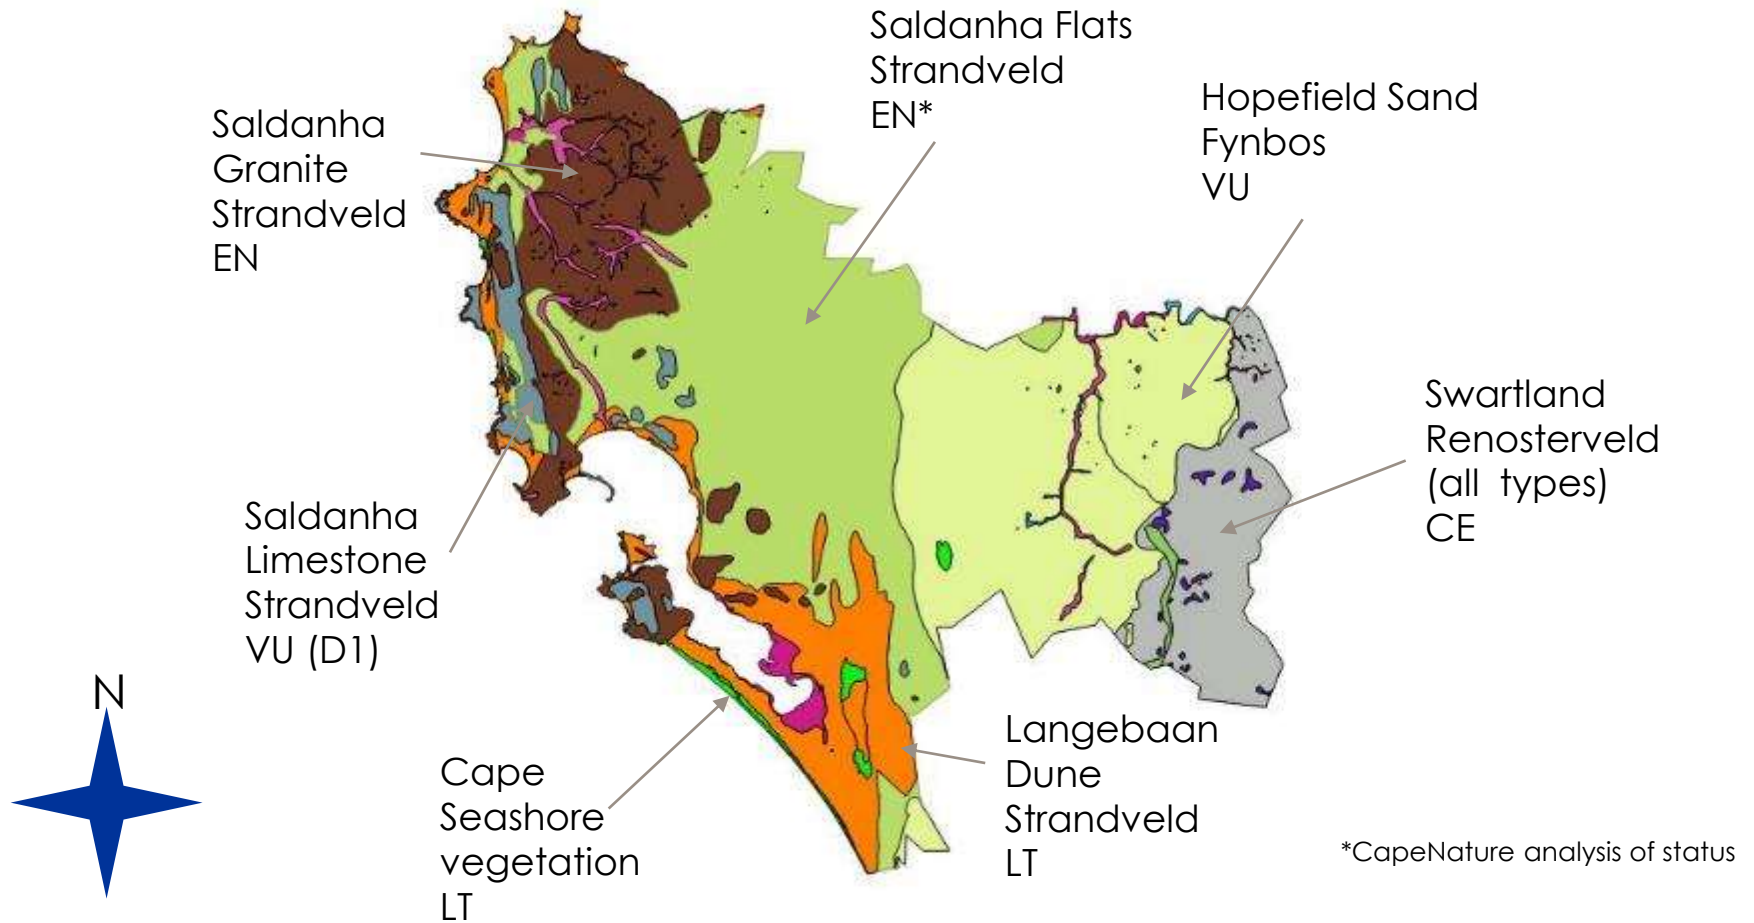 Saldanha Flats
Strandveld
EN*
Hopefield Sand
Fynbos
VU
Saldanha
Granite
Strandveld
EN
Swartland
Renosterveld
(all types)
CE
Saldanha
Limestone
Strandveld
VU (D1)
N
Langebaan
Dune
Strandveld
LT
Cape
Seashore
vegetation
LT
*CapeNature analysis of status